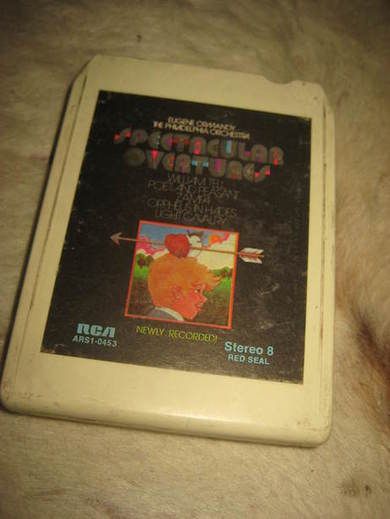 EUGENE ORMANDY
THE PHILADELPHIA ORCHESTRA
SPECTACULAR
OVERTURES
WILLIAM TELL
POET AND PEASANT
ZAMPA
ORPHEUS IN HADES
LIGHT CAVALRY
¡NEWLY RECORDED!
RCA
ARS1-0453
Stereo 8
RED SEAL